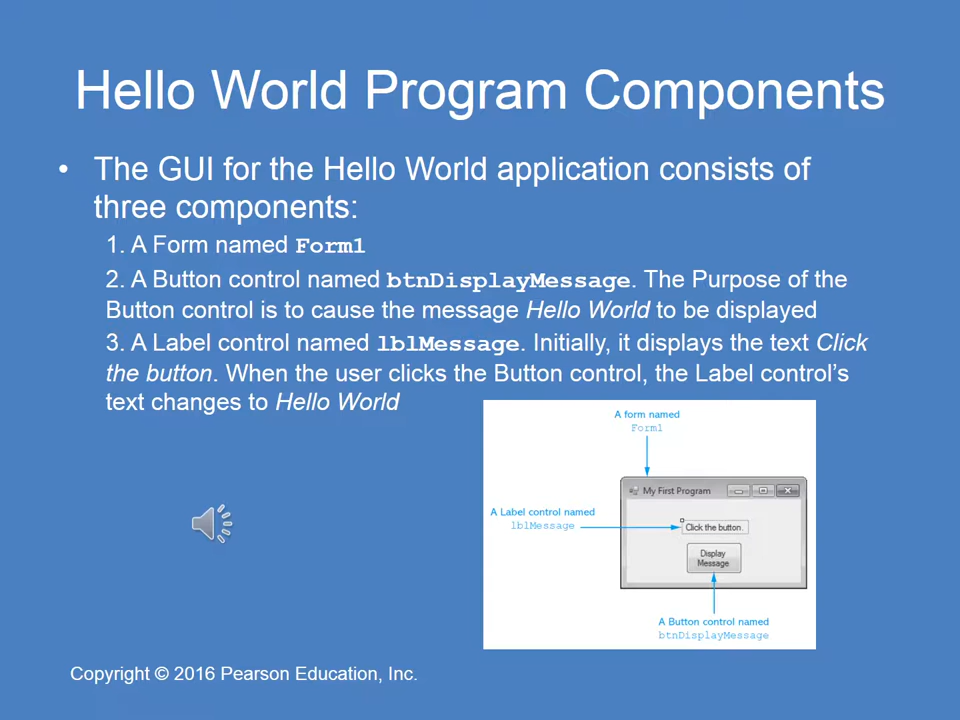 Hello World Program Components
• The GUI for the Hello World application consists of
three components:
1. A Form named Form1
2. A Button control named btnDisplayMessage. The Purpose of the
Button control is to cause the message Hello World to be displayed
3. A Label control named lblMessage. Initially, it displays the text Click
the button. When the user clicks the Button control, the Label control's
text changes to Hello World
A form named
Form1
My First Program
A Label control named
lblMessage
Click the button.
Display
Message
A Button control named
btnDisplayMessage
Copyright © 2016 Pearson Education, Inc.